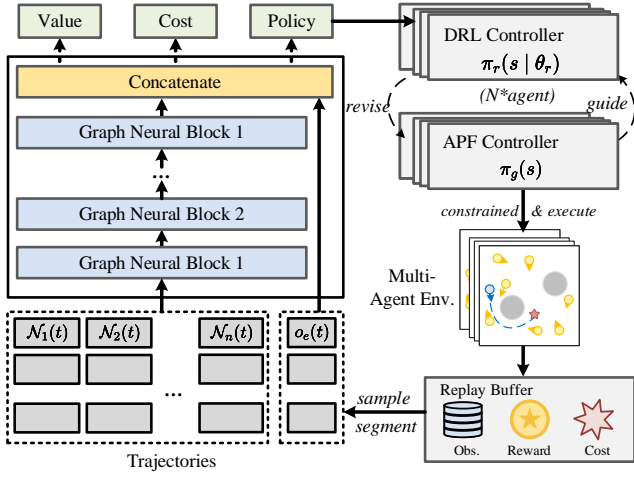 Value
Cost
Policy
Concatenate
Graph Neural Block 1
...
Graph Neural Block 2
Graph Neural Block 1
𝒩₁(t) 𝒩₂(t) 𝒩ₙ(t) oₑ(t)
...
Trajectories
DRL Controller
πᵣ(s | θᵣ)
revise
(N*agent)
guide
APF Controller
π_g(s)
constrained & execute
Multi-
Agent Env.
Replay Buffer
Obs. Reward Cost
sample
segment